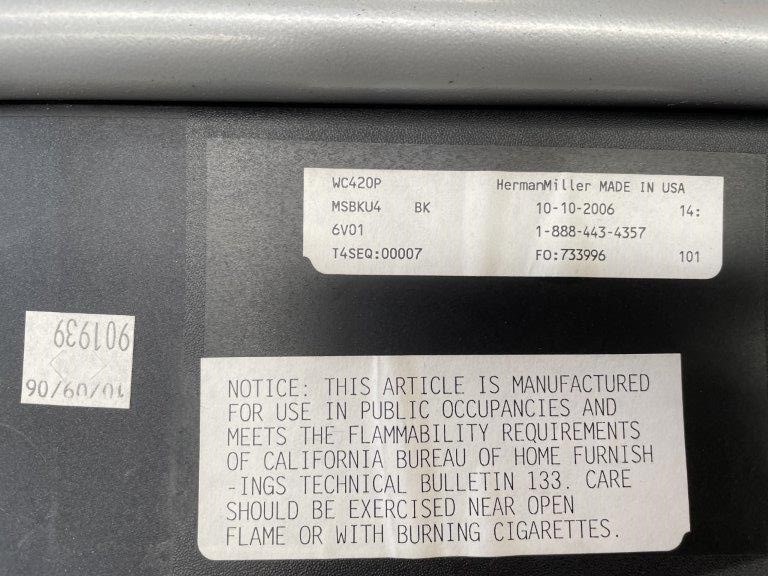 WC420P HermanMiller MADE IN USA
MSBKU4 BK 10-10-2006 14:
6V01 1-888-443-4357
T4SEQ:00007 FO:733996 101
901939
10/09/06
NOTICE: THIS ARTICLE IS MANUFACTURED
FOR USE IN PUBLIC OCCUPANCIES AND
MEETS THE FLAMMABILITY REQUIREMENTS
OF CALIFORNIA BUREAU OF HOME FURNISH
-INGS TECHNICAL BULLETIN 133. CARE
SHOULD BE EXERCISED NEAR OPEN
FLAME OR WITH BURNING CIGARETTES.